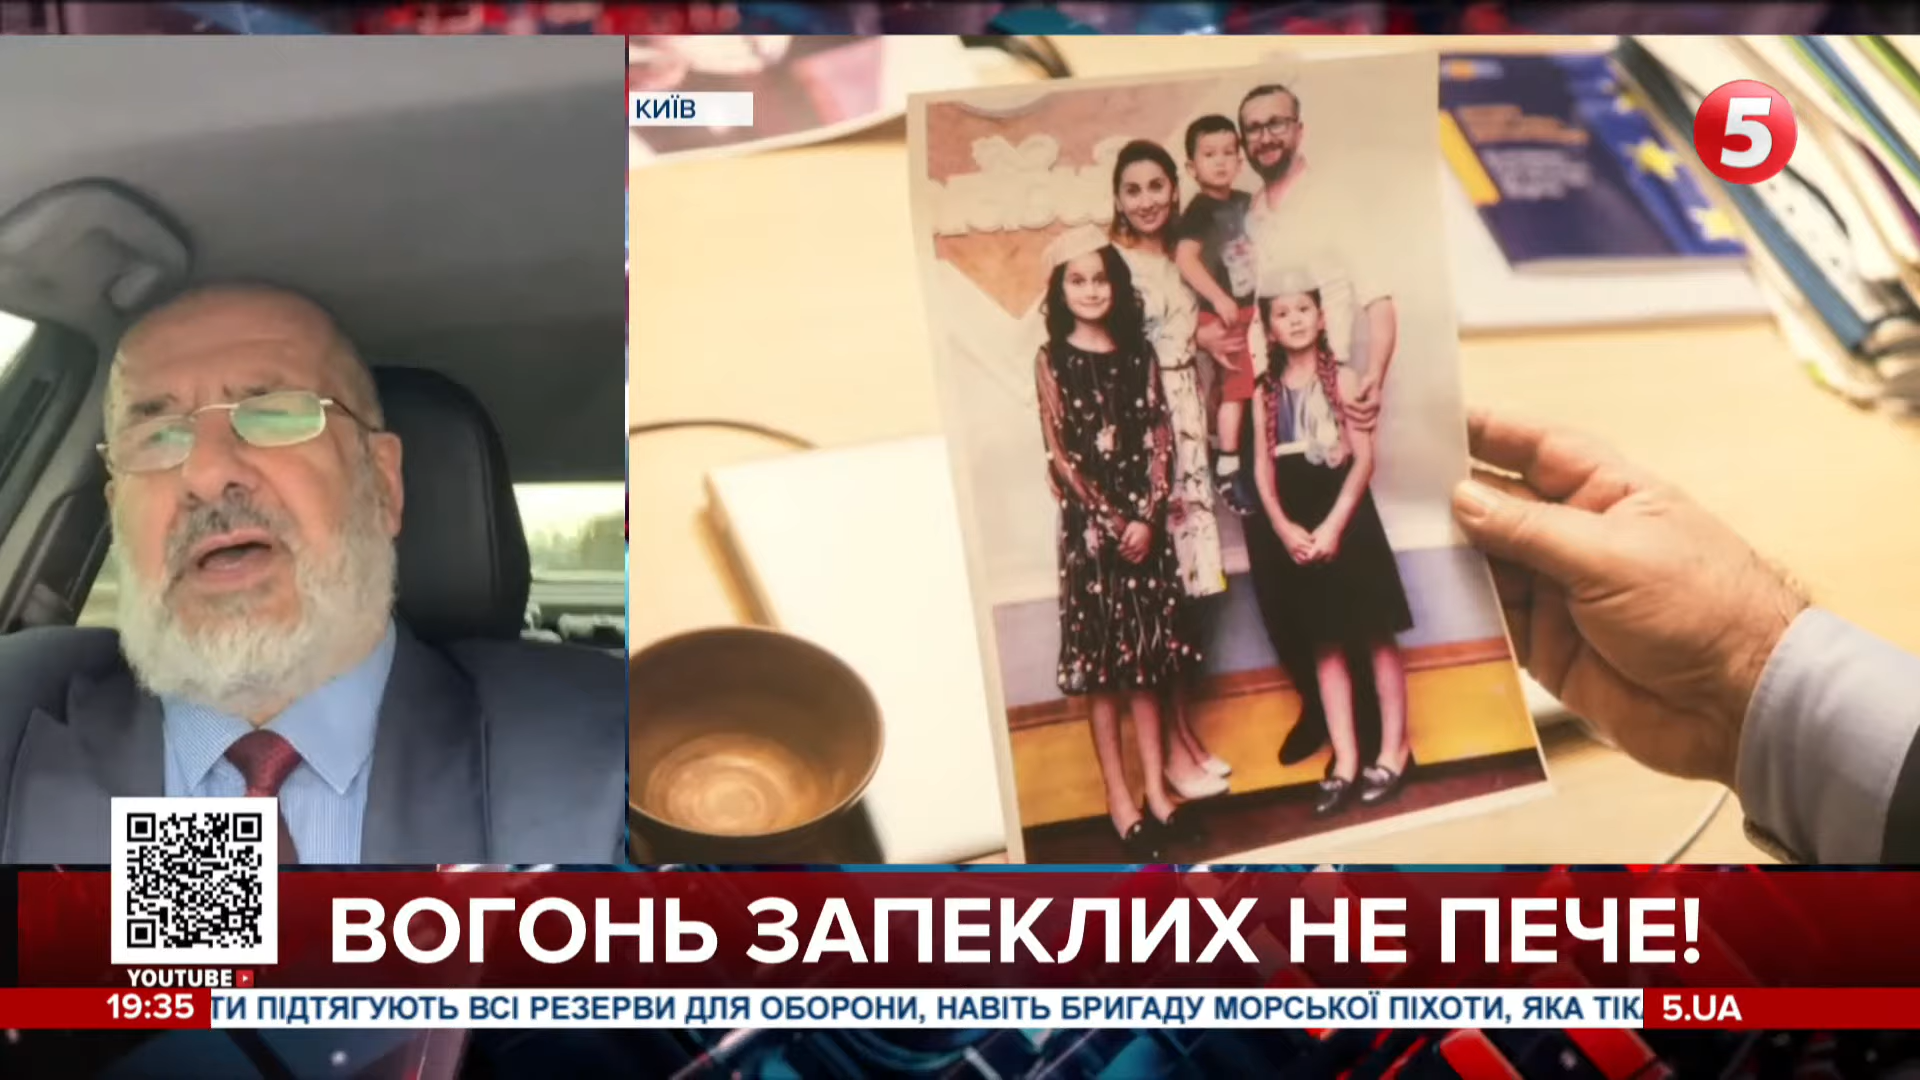 КИЇВ
5
ВОГОНЬ ЗАПЕКЛИХ НЕ ПЕЧЕ!
YOUTUBE
19:35
ТИ ПІДТЯГУЮТЬ ВСІ РЕЗЕРВИ ДЛЯ ОБОРОНИ, НАВІТЬ БРИГАДУ МОРСЬКОЇ ПІХОТИ, ЯКА ТІК
5.UA